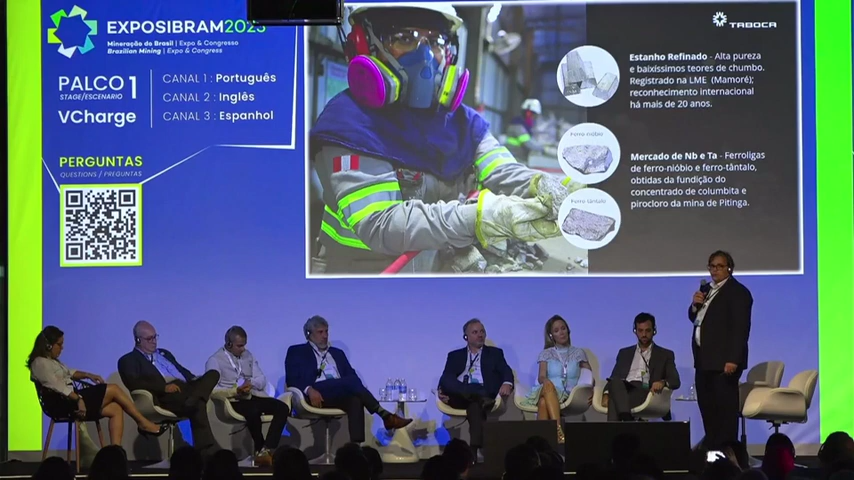 EXPOSIBRAM2025
Mineração do Brasil | Expo & Congresso
Brazilian Mining | Expo & Congress
PALCO 1
STAGE/ESCENARIO
VCharge
CANAL 1 : Português
CANAL 2 : Inglês
CANAL 3 : Espanhol
PERGUNTAS
QUESTIONS / PREGUNTAS
TABOCA
Estanho Refinado - Alta pureza
e baixíssimos teores de chumbo.
Registrado na LME (Mamoré);
reconhecimento internacional
há mais de 20 anos.
Ferro nióbio
Mercado de Nb e Ta - Ferroligas
de ferro-nióbio e ferro-tântalo,
obtidas da fundição do
concentrado de columbita e
pirocloro da mina de Pitinga.
Ferro tântalo